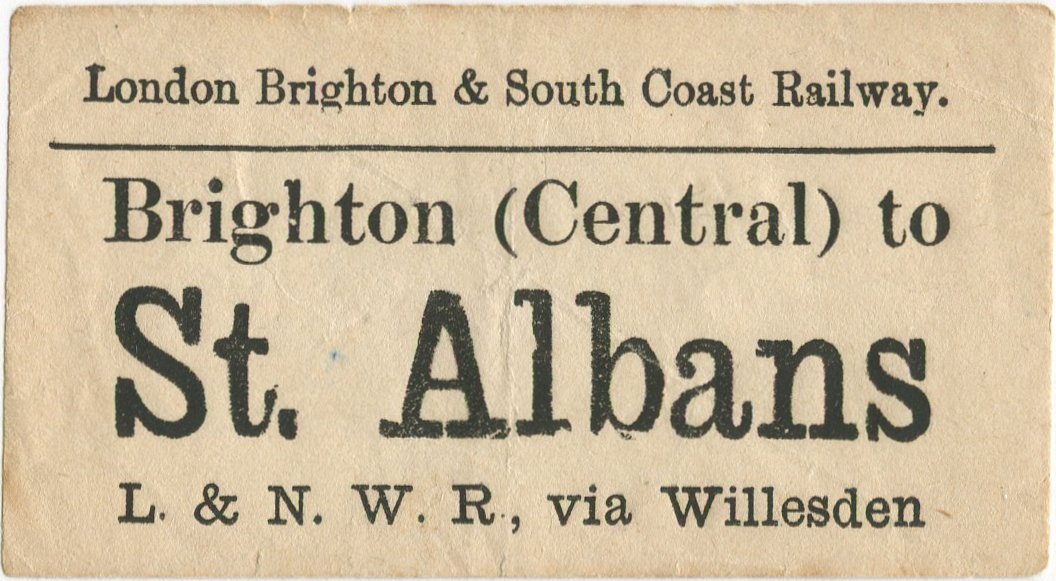 London Brighton & South Coast Railway.
Brighton (Central) to
St. Albans
L. & N. W. R., via Willesden